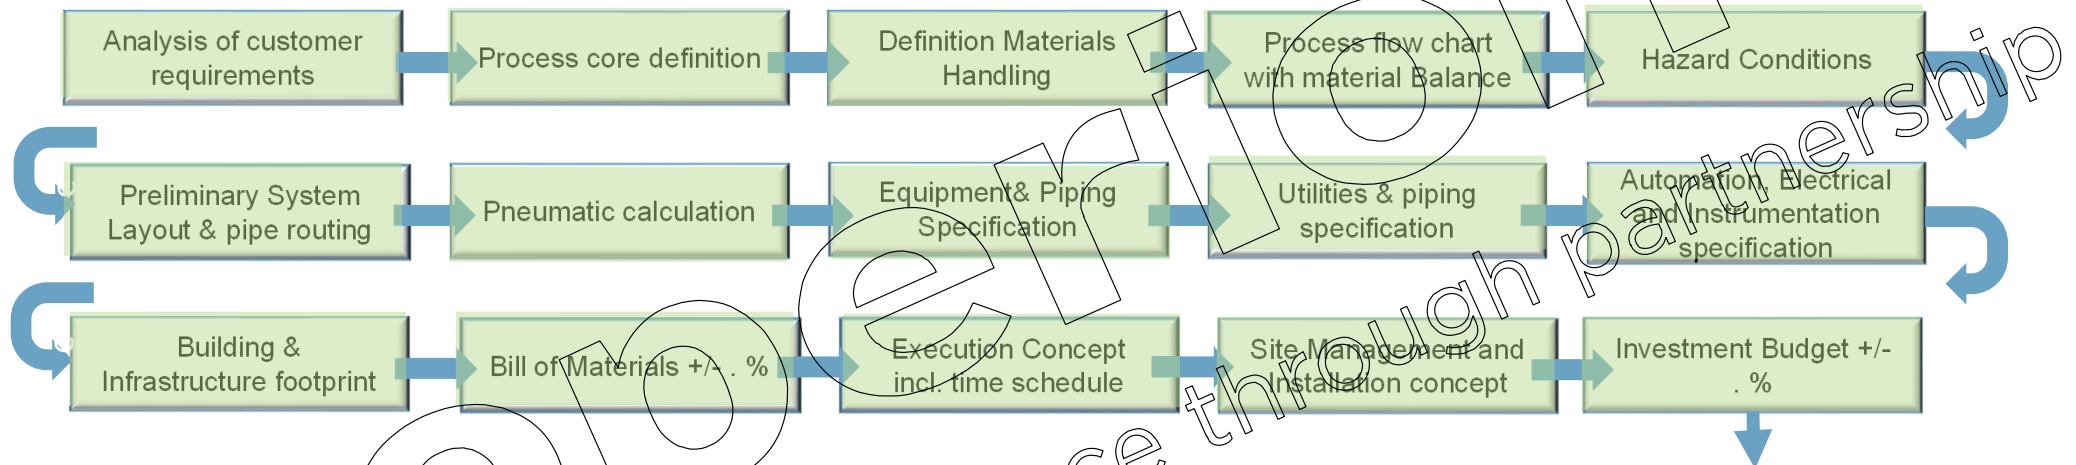 Analysis of customer
requirements
Process core definition
Definition Materials
Handling
Process flow chart
with material Balance
Hazard Conditions
Preliminary System
Layout & pipe routing
Pneumatic calculation
Equipment& Piping
Specification
Utilities & piping
specification
Automation, Electrical
and Instrumentation
specification
Building &
Infrastructure footprint
Bill of Materials +/- . %
Execution Concept
incl. time schedule
Site Management and
Installation concept
Investment Budget +/-
. %
through partnership